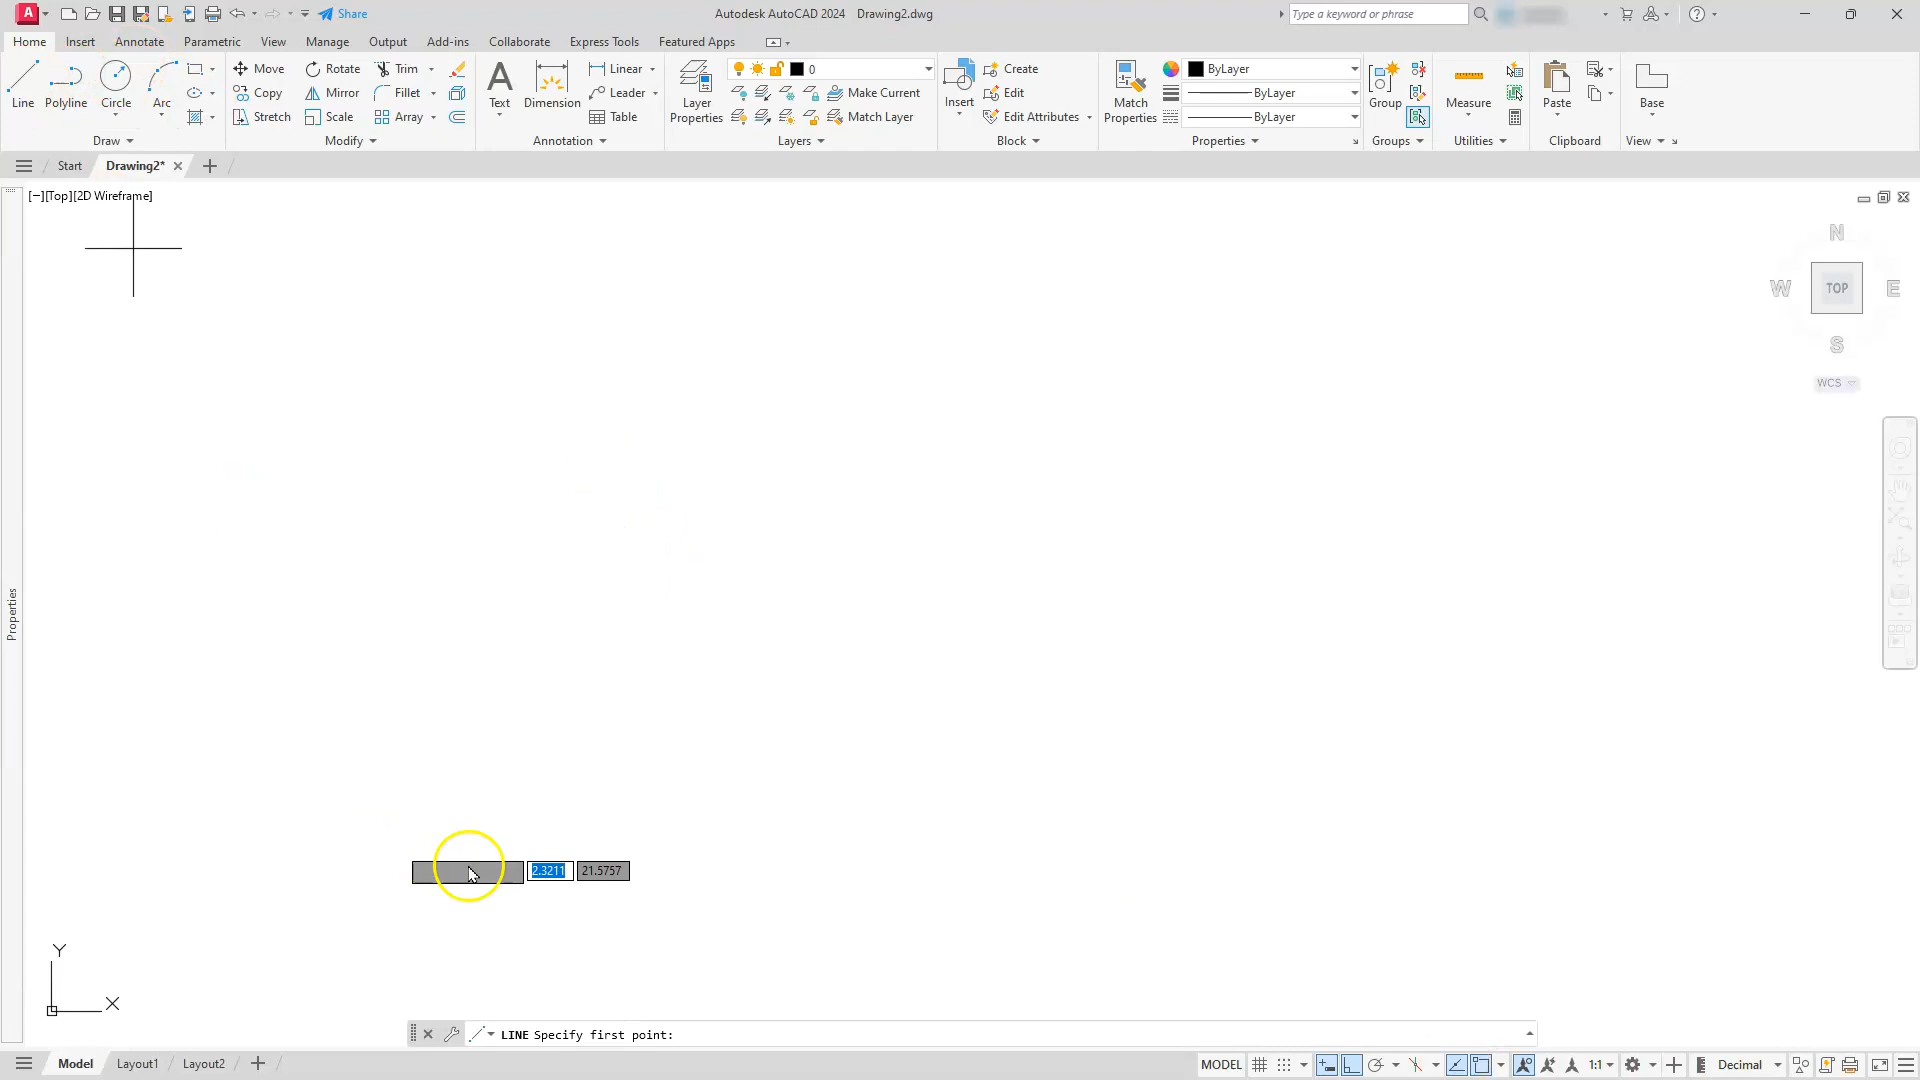 A Share Autodesk AutoCAD 2024 Drawing2.dwg Type a keyword or phrase
Home Insert Annotate Parametric View Manage Output Add-ins Collaborate Express Tools Featured Apps
Line Polyline Circle Arc
Move Rotate Trim
Copy Mirror Fillet
Stretch Scale Array
Text Dimension
Linear
Leader
Table
Layer Properties
0
Make Current
Match Layer
Insert
Create
Edit
Edit Attributes
Match Properties
ByLayer
ByLayer
ByLayer
Group
Measure
Paste
Base
Draw Modify Annotation Layers Block Properties Groups Utilities Clipboard View
Start Drawing2*
[−][Top][2D Wireframe]
N
W TOP E
S
WCS
Properties
2.3211 21.5757
Y
X
LINE Specify first point:
Model Layout1 Layout2 MODEL 1:1 Decimal